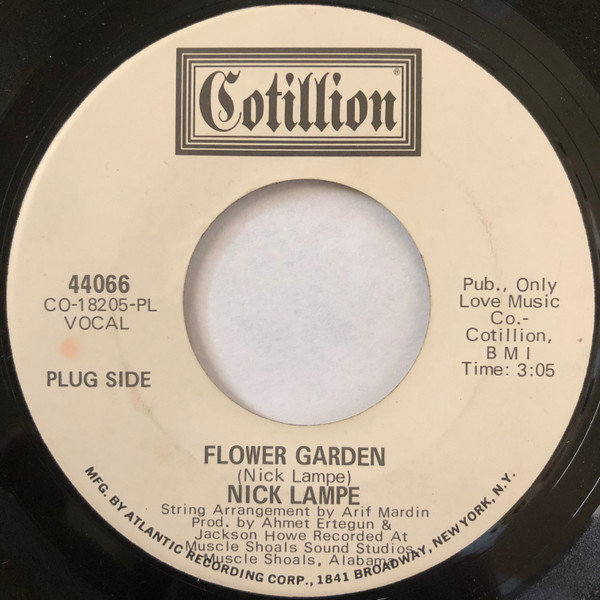 Cotillion®
44066
CO-18205-PL
VOCAL
PLUG SIDE
Pub., Only
Love Music
Co.-
Cotillion,
BMI
Time: 3:05
FLOWER GARDEN
(Nick Lampe)
NICK LAMPE
String Arrangement by Arif Mardin
Prod. by Ahmet Ertegun &
Jackson Howe Recorded At
Muscle Shoals Sound Studios,
Muscle Shoals, Alabama
MFG. BY ATLANTIC RECORDING CORP., 1841 BROADWAY, NEW YORK, N.Y.